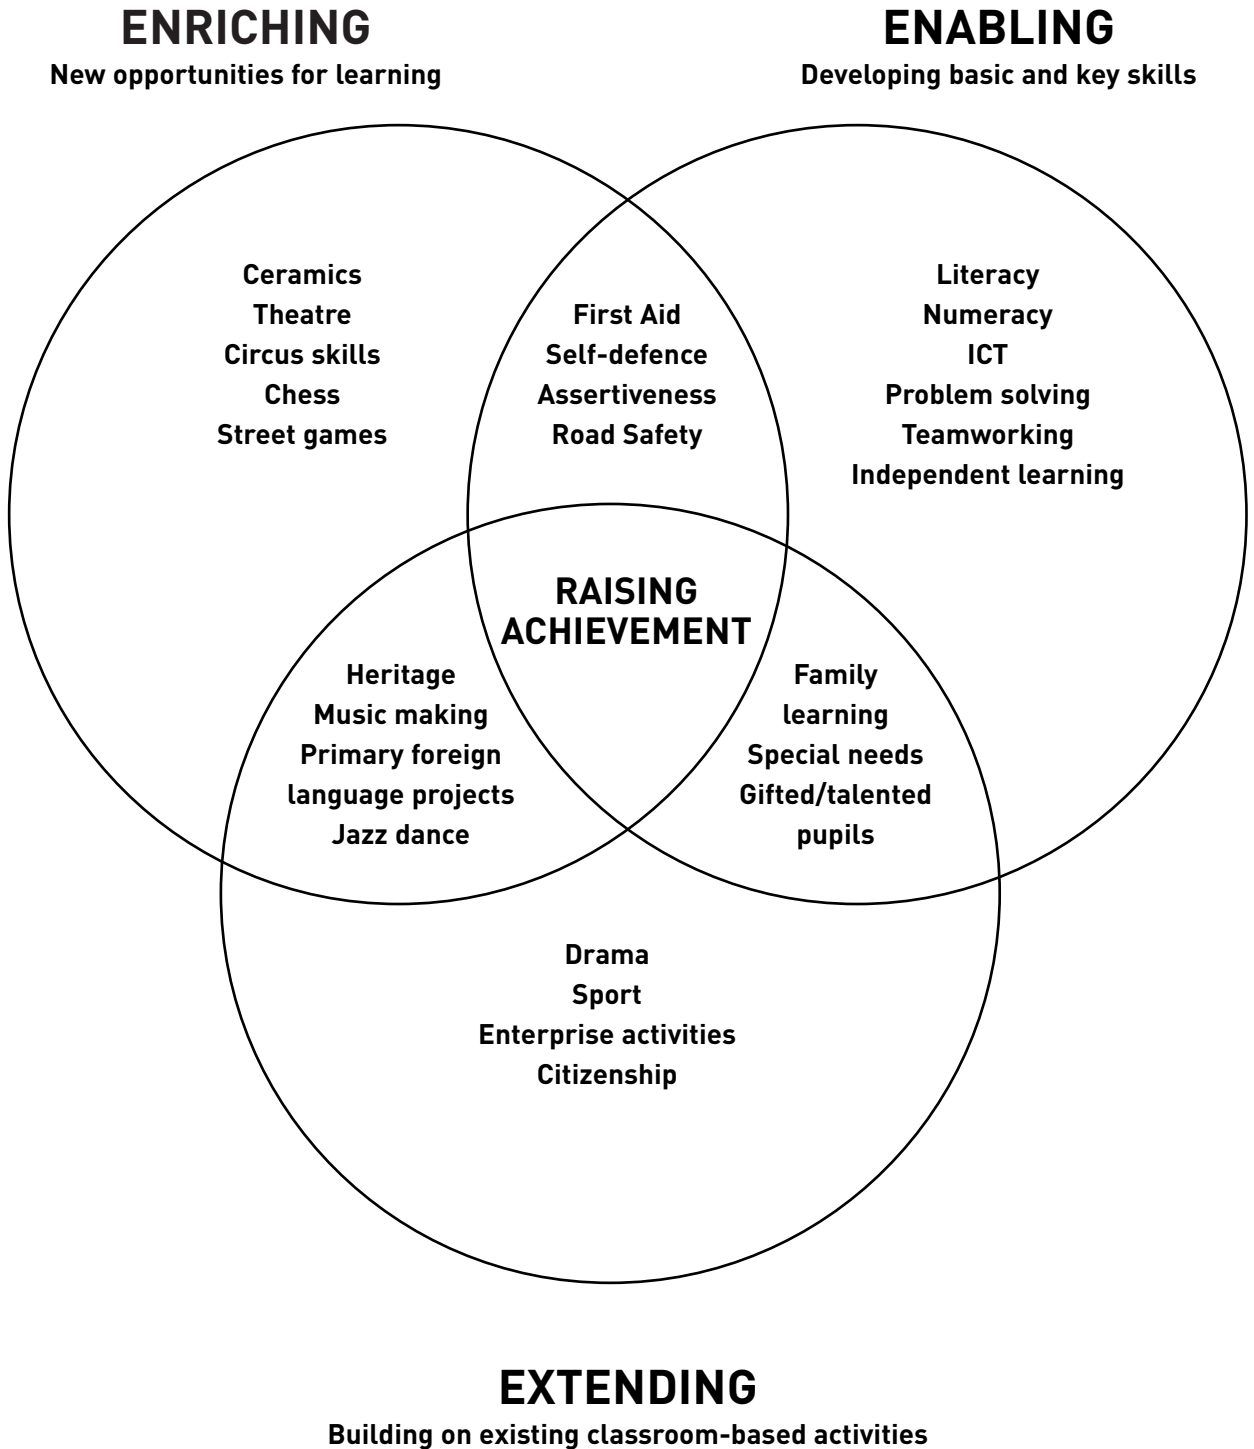 ENRICHING
New opportunities for learning
ENABLING
Developing basic and key skills
Ceramics
Theatre
Circus skills
Chess
Street games
First Aid
Self-defence
Assertiveness
Road Safety
Literacy
Numeracy
ICT
Problem solving
Teamworking
Independent learning
RAISING
ACHIEVEMENT
Heritage
Music making
Primary foreign
language projects
Jazz dance
Family
learning
Special needs
Gifted/talented
pupils
Drama
Sport
Enterprise activities
Citizenship
EXTENDING
Building on existing classroom-based activities